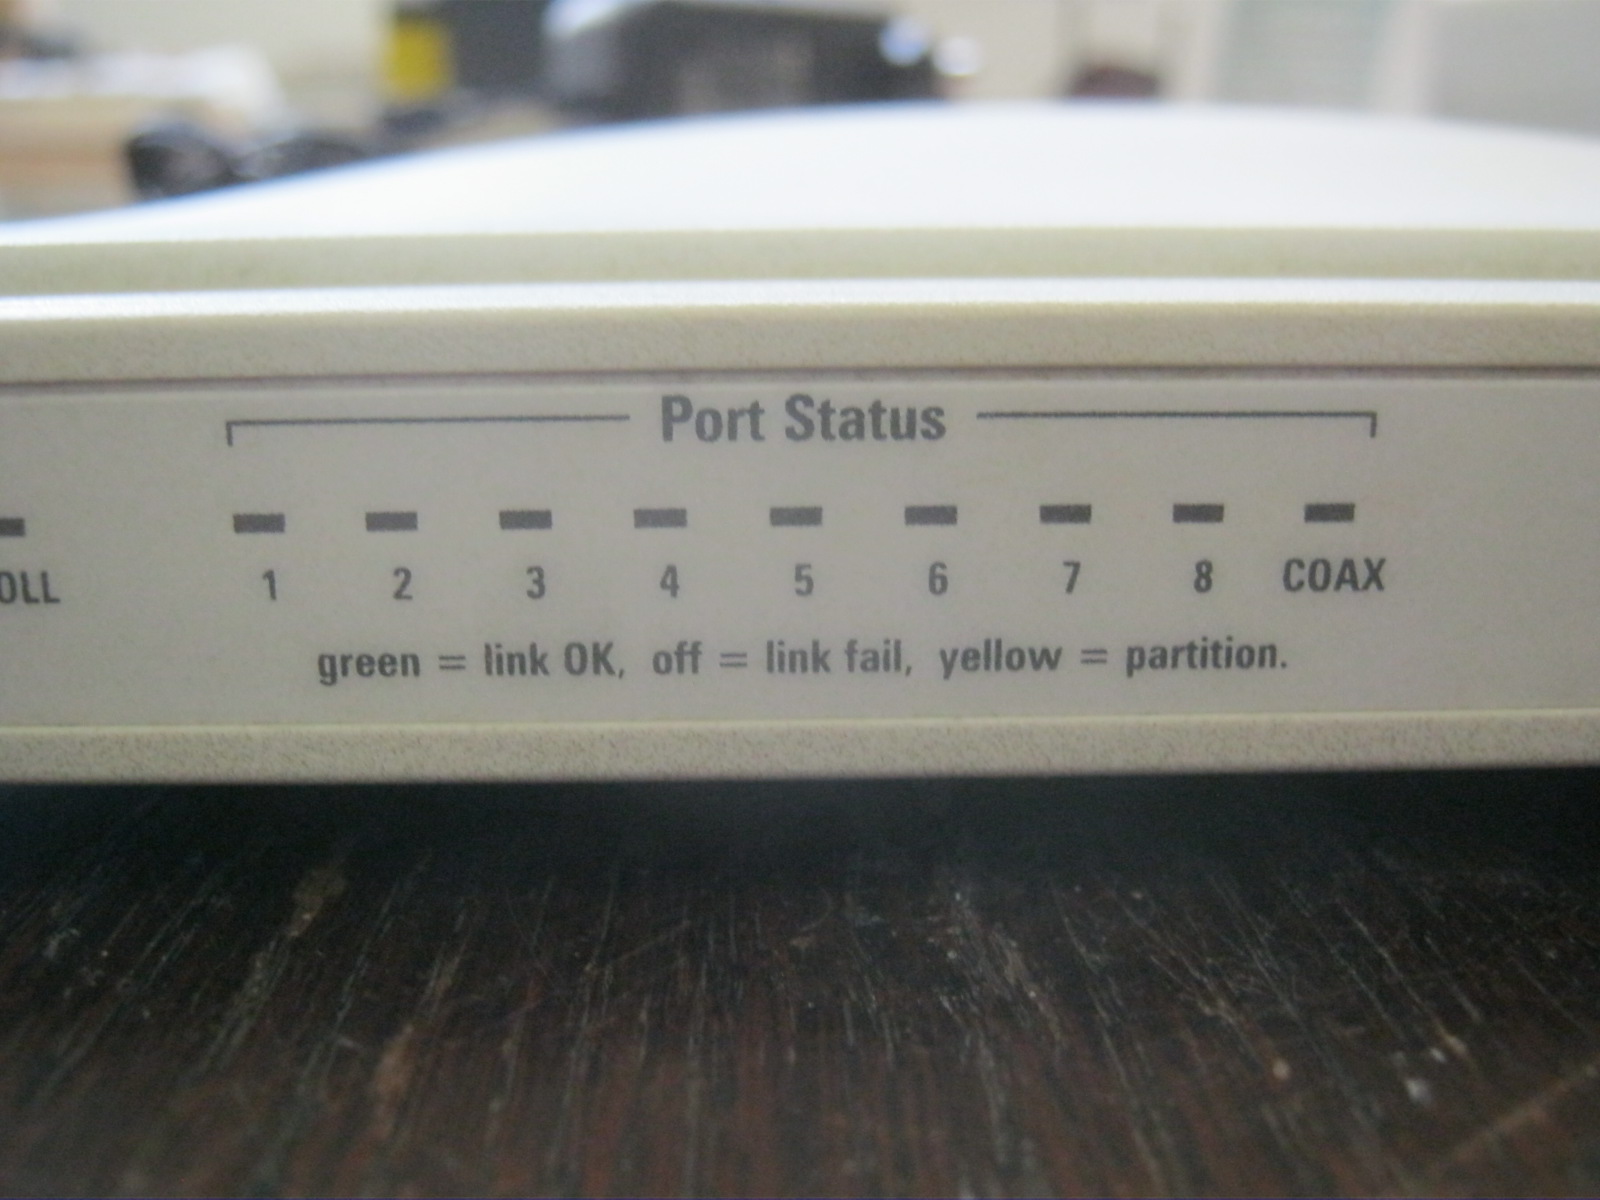 Port Status
OLL 1 2 3 4 5 6 7 8 COAX
green = link OK, off = link fail, yellow = partition.